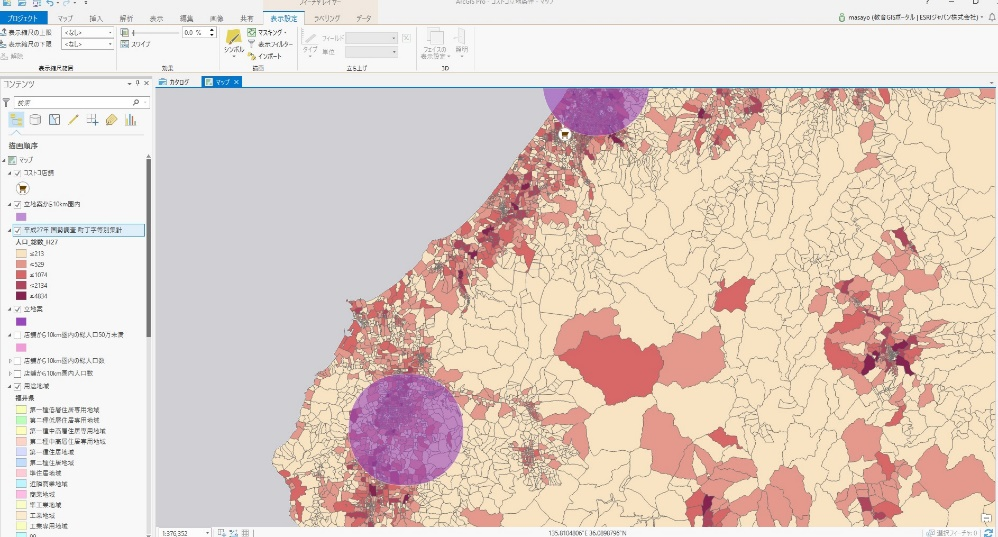 フィーチャ レイヤー
ArcGIS Pro - コストコ
マップ
プロジェクト マップ 挿入 解析 表示 編集 画像 共有 表示設定 ラベリング データ
masayo (教育GISポータル | ESRIジャパン株式会社)
表示縮尺の上限 <なし>
表示縮尺の下限 <なし>
解除
表示縮尺範囲
0.0 %
スワイプ
効果
シンボル
マスキング
表示フィルター
インポート
描画
タイプ
フィールド
単位
立ち上げ
フェイスの表示設定
照明
3D
コンテンツ
検索
描画順序
マップ
コストコ店舗
立地案から10km圏内
平成27年 国勢調査 町丁字等別集計
人口_総数_H27
≤213
≤529
≤1074
≤2134
≤4834
立地案
店舗から10km圏内の総人口50万未満
店舗から10km圏内の総人口数
店舗から10km圏内人口数
用途地域
福井県
第一種低層住居専用地域
第二種低層住居専用地域
第一種中高層住居専用地域
第二種中高層住居専用地域
第一種住居地域
第二種住居地域
準住居地域
近隣商業地域
商業地域
準工業地域
工業地域
工業専用地域
99
カタログ
マップ
1:376,352
135.8104806°E 36.0898796°N
選択フィーチャ: 0